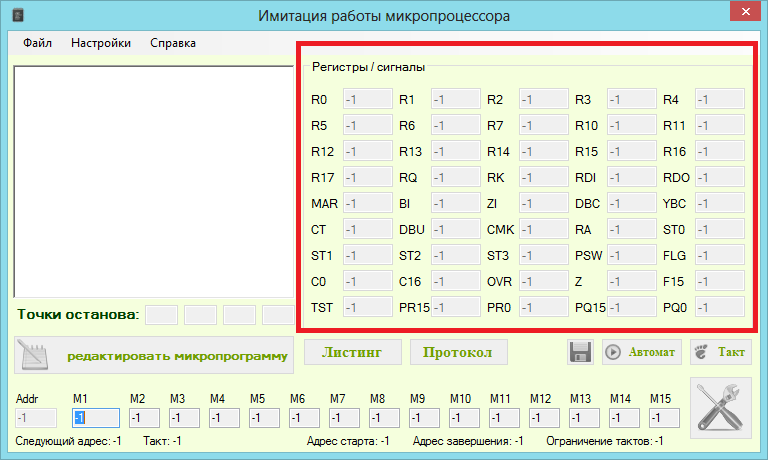 Имитация работы микропроцессора
Файл Настройки Справка
Регистры / сигналы
R0 -1 R1 -1 R2 -1 R3 -1 R4 -1
R5 -1 R6 -1 R7 -1 R10 -1 R11 -1
R12 -1 R13 -1 R14 -1 R15 -1 R16 -1
R17 -1 RQ -1 RK -1 RDI -1 RDO -1
MAR -1 BI -1 ZI -1 DBC -1 YBC -1
CT -1 DBU -1 CMK -1 RA -1 ST0 -1
ST1 -1 ST2 -1 ST3 -1 PSW -1 FLG -1
C0 -1 C16 -1 OVR -1 Z -1 F15 -1
TST -1 PR15 -1 PR0 -1 PQ15 -1 PQ0 -1
Точки останова:
редактировать микропрограмму Листинг Протокол Автомат Такт
Addr M1 M2 M3 M4 M5 M6 M7 M8 M9 M10 M11 M12 M13 M14 M15
-1 -1 -1 -1 -1 -1 -1 -1 -1 -1 -1 -1 -1 -1 -1 -1
Следующий адрес: -1 Такт: -1 Адрес старта: -1 Адрес завершения: -1 Ограничение тактов: -1